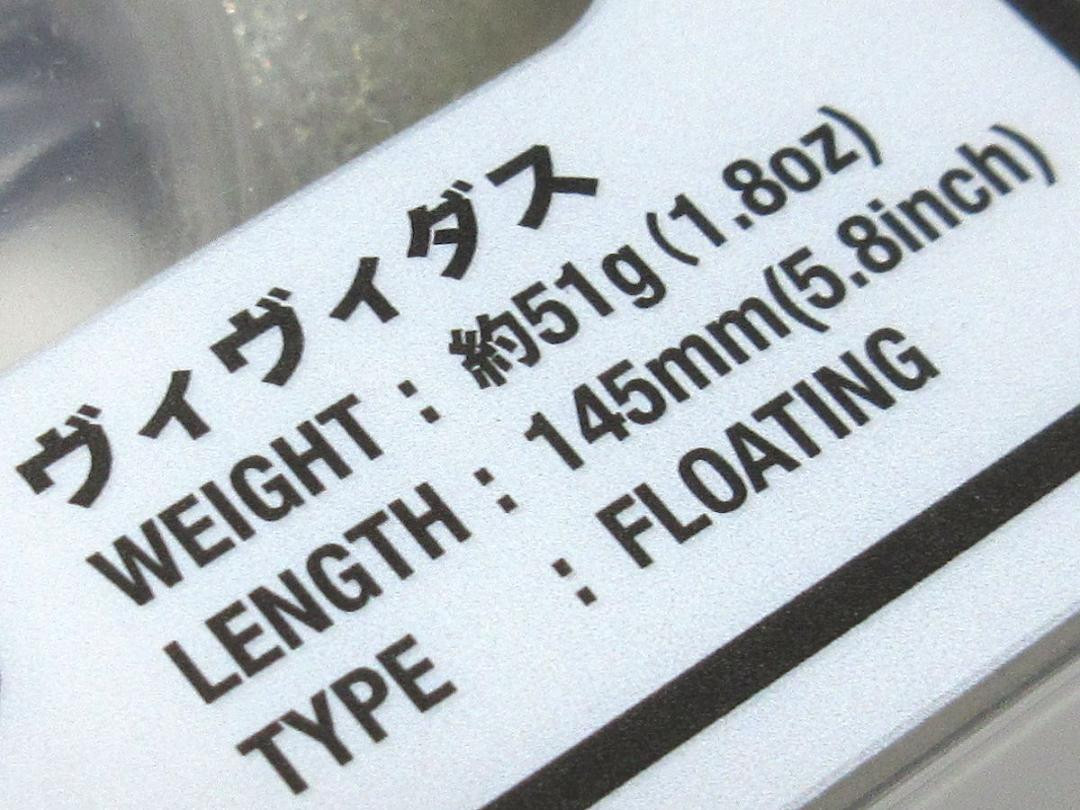 ヴィヴィダス
WEIGHT : 約51g (1.8oz)
LENGTH : 145mm(5.8inch)
TYPE : FLOATING